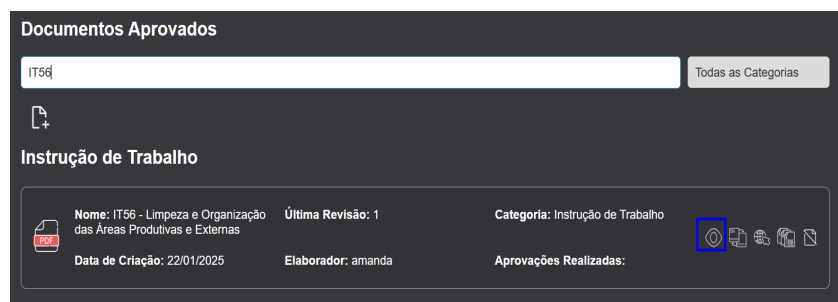 Documentos Aprovados
IT56
Todas as Categorias
Instrução de Trabalho
Nome: IT56 - Limpeza e Organização
das Áreas Produtivas e Externas
Última Revisão: 1
Categoria: Instrução de Trabalho
PDF
Data de Criação: 22/01/2025
Elaborador: amanda
Aprovações Realizadas: